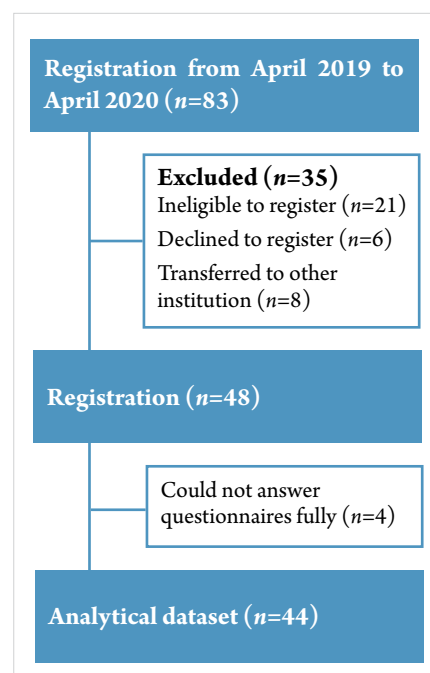 Registration from April 2019 to
April 2020 (n=83)
Excluded (n=35)
Ineligible to register (n=21)
Declined to register (n=6)
Transferred to other
institution (n=8)
Registration (n=48)
Could not answer
questionnaires fully (n=4)
Analytical dataset (n=44)